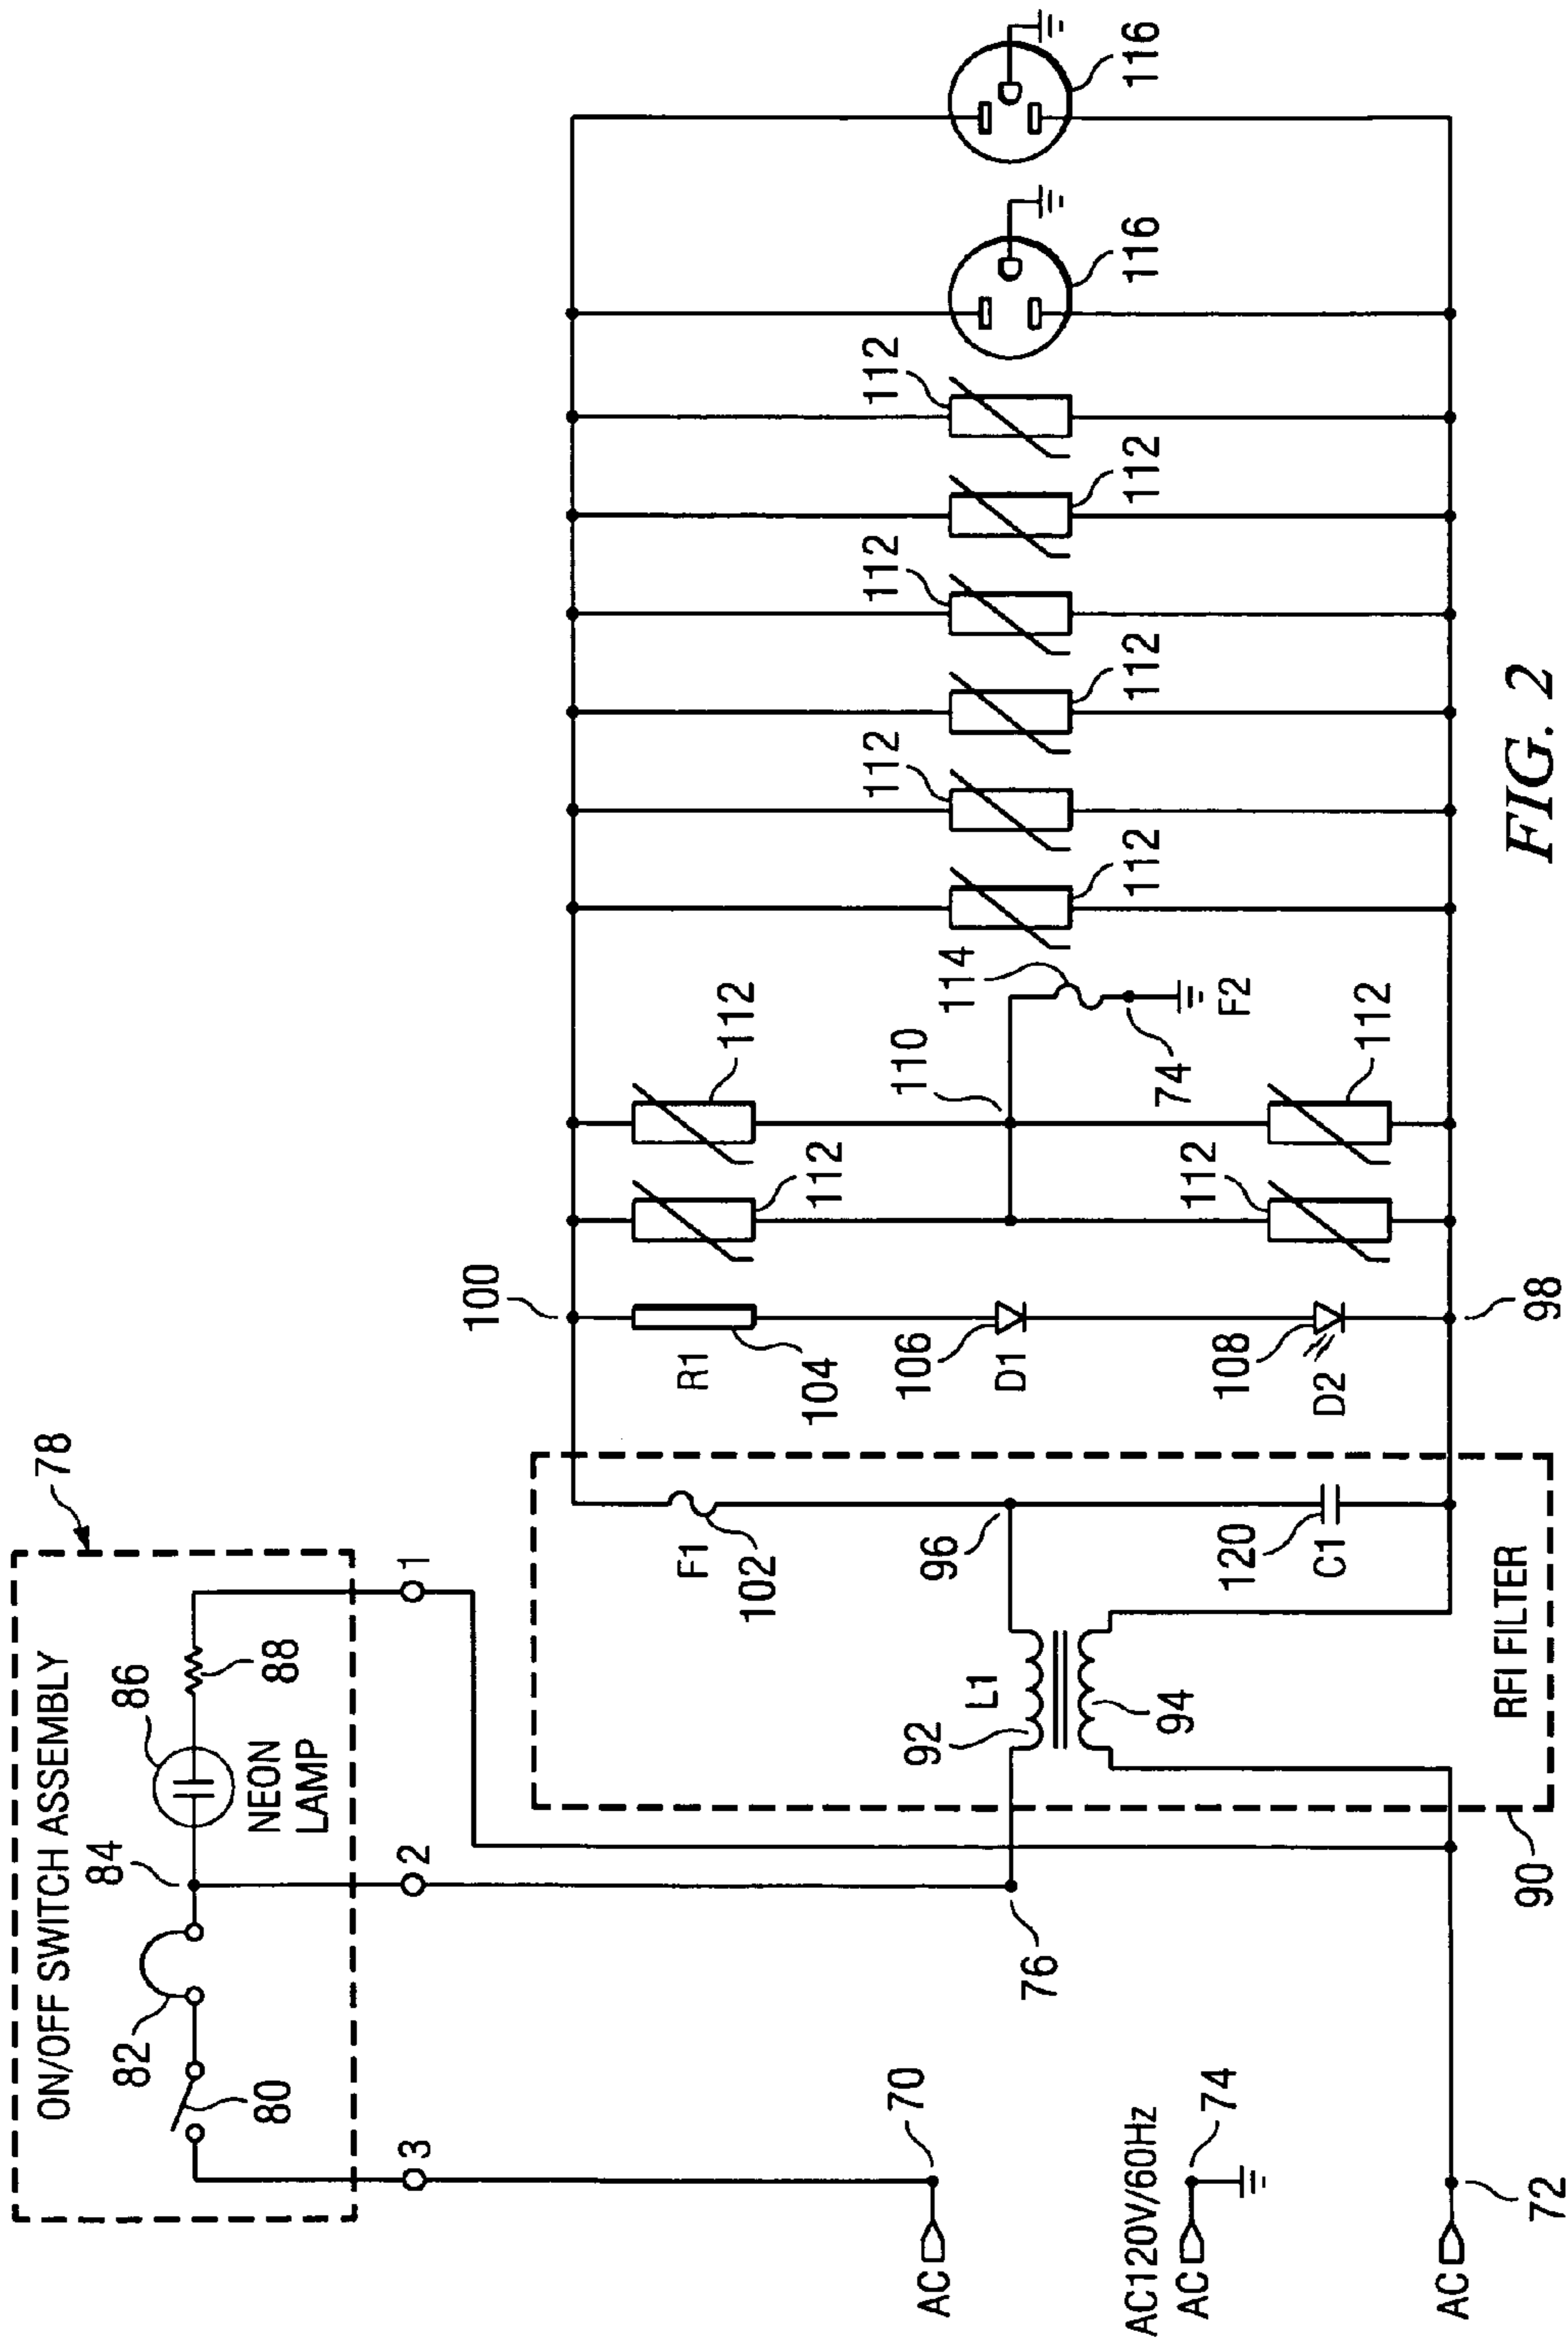 ON/OFF SWITCH ASSEMBLY
78
80
82
84
86
NEON
LAMP
88
3
2
1
AC
70
AC120V/60Hz
AC
74
AC
72
76
90
RFI FILTER
92
L1
94
96
F1
102
120
C1
100
R1
104
106
D1
108
D2
98
112
112
112
112
110
114
74
F2
112
112
112
112
112
112
116
116
FIG. 2